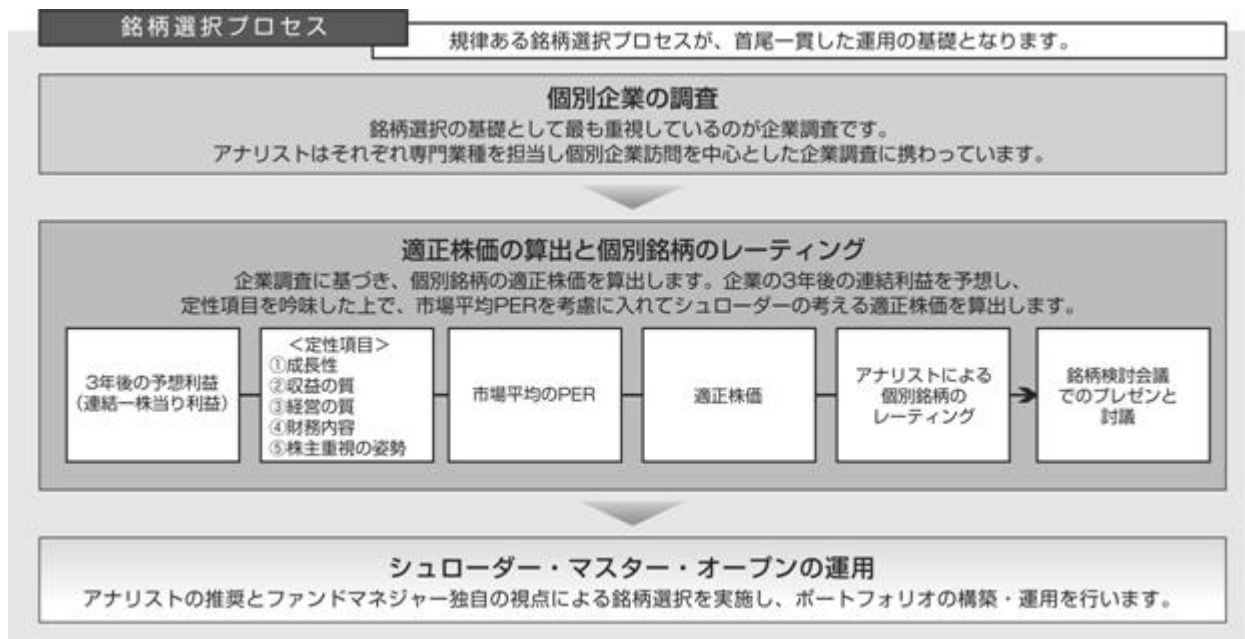 銘柄選択プロセス
規律ある銘柄選択プロセスが、首尾一貫した運用の基礎となります。
個別企業の調査
銘柄選択の基礎として最も重視しているのが企業調査です。
アナリストはそれぞれ専門業種を担当し個別企業訪問を中心とした企業調査に携わっています。
適正株価の算出と個別銘柄のレーティング
企業調査に基づき、個別銘柄の適正株価を算出します。企業の3年後の連結利益を予想し、
定性項目を吟味した上で、市場平均PERを考慮に入れてシュローダーの考える適正株価を算出します。
3年後の予想利益
(連結一株当り利益)
＜定性項目＞
①成長性
②収益の質
③経営の質
④財務内容
⑤株主重視の姿勢
市場平均のPER
適正株価
アナリストによる
個別銘柄の
レーティング
銘柄検討会議
でのプレゼンと
討議
シュローダー・マスター・オープンの運用
アナリストの推奨とファンドマネジャー独自の視点による銘柄選択を実施し、ポートフォリオの構築・運用を行います。